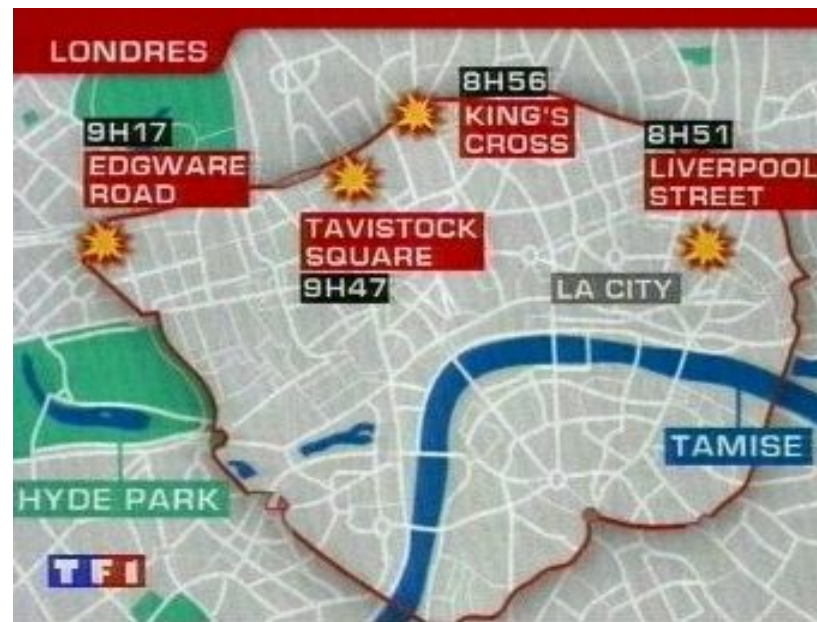 LONDRES
8H56
KING'S
CROSS
9H17
EDGWARE
ROAD
8H51
LIVERPOOL
STREET
TAVISTOCK
SQUARE
9H47
LA CITY
TAMISE
HYDE PARK
TF1